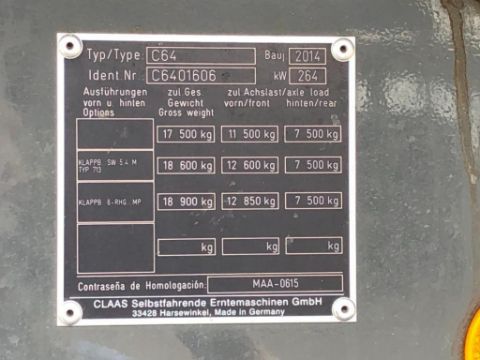 Typ/Type C64 Bauj 2014
Ident Nr C6401606 kW 264
Ausführungen zul Ges zul Achslast/axle load
vorn u. hinten Gewicht vorn/front hinten/rear
Options Gross weight
17 500 kg 11 500 kg 7 500 kg
KLAPPB. SW 5.4 M 18 600 kg 12 600 kg 7 500 kg
TYP 713
KLAPPB. 6-RHG. MP 18 900 kg 12 850 kg 7 500 kg
kg kg kg
Contraseña de Homologación: MAA-0615
CLAAS Selbstfahrende Erntemaschinen GmbH
33428 Harsewinkel, Made in Germany